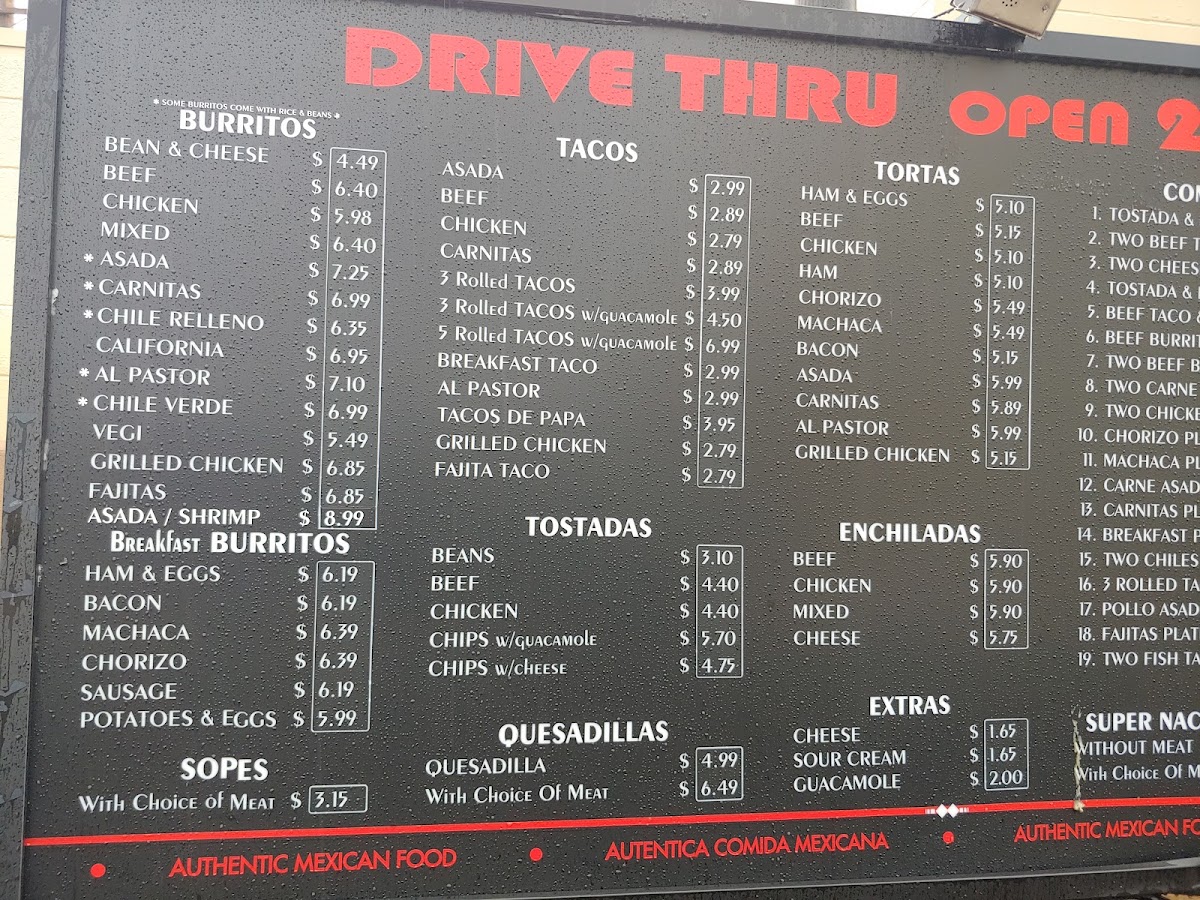 DRIVE THRU OPEN 2
* SOME BURRITOS COME WITH RICE & BEANS *
BURRITOS
BEAN & CHEESE $ 4.49
BEEF $ 6.40
CHICKEN $ 5.98
MIXED $ 6.40
* ASADA $ 7.25
* CARNITAS $ 6.99
* CHILE RELLENO $ 6.35
CALIFORNIA $ 6.95
* AL PASTOR $ 7.10
* CHILE VERDE $ 6.99
VEGI $ 5.49
GRILLED CHICKEN $ 6.85
FAJITAS $ 6.85
ASADA / SHRIMP $ 8.99
Breakfast BURRITOS
HAM & EGGS $ 6.19
BACON $ 6.19
MACHACA $ 6.39
CHORIZO $ 6.39
SAUSAGE $ 6.19
POTATOES & EGGS $ 5.99
SOPES
With Choice Of Meat $ 3.15
TACOS
ASADA $ 2.99
BEEF $ 2.89
CHICKEN $ 2.79
CARNITAS $ 2.89
3 Rolled TACOS $ 3.99
3 Rolled TACOS w/guacamole $ 4.50
5 Rolled TACOS w/guacamole $ 6.99
BREAKFAST TACO $ 2.99
AL PASTOR $ 2.99
TACOS DE PAPA $ 3.95
GRILLED CHICKEN $ 2.79
FAJITA TACO $ 2.79
TOSTADAS
BEANS $ 3.10
BEEF $ 4.40
CHICKEN $ 4.40
CHIPS w/guacamole $ 5.70
CHIPS w/cheese $ 4.75
QUESADILLAS
QUESADILLA $ 4.99
With Choice Of Meat $ 6.49
TORTAS
HAM & EGGS $ 5.10
BEEF $ 5.15
CHICKEN $ 5.10
HAM $ 5.10
CHORIZO $ 5.49
MACHACA $ 5.49
BACON $ 5.15
ASADA $ 5.99
CARNITAS $ 5.89
AL PASTOR $ 5.99
GRILLED CHICKEN $ 5.15
ENCHILADAS
BEEF $ 5.90
CHICKEN $ 5.90
MIXED $ 5.90
CHEESE $ 5.75
EXTRAS
CHEESE $ 1.65
SOUR CREAM $ 1.65
GUACAMOLE $ 2.00
COM
1. TOSTADA &
2. TWO BEEF T
3. TWO CHEES
4. TOSTADA &
5. BEEF TACO &
6. BEEF BURRIT
7. TWO BEEF B
8. TWO CARNE
9. TWO CHICKE
10. CHORIZO PL
11. MACHACA PL
12. CARNE ASAD
13. CARNITAS PL
14. BREAKFAST P
15. TWO CHILES
16. 3 ROLLED TA
17. POLLO ASAD
18. FAJITAS PLAT
19. TWO FISH TA
SUPER NAC
WITHOUT MEAT
With Choice Of M
AUTHENTIC MEXICAN FOOD
AUTENTICA COMIDA MEXICANA
AUTHENTIC MEXICAN FO